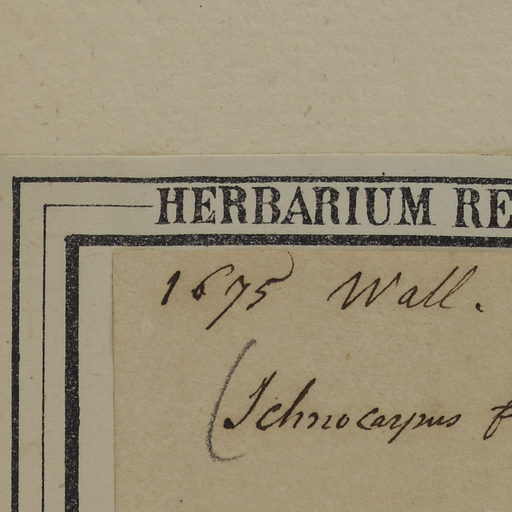 HERBARIUM RE
1675 Wall.
(Ichnocarpus f